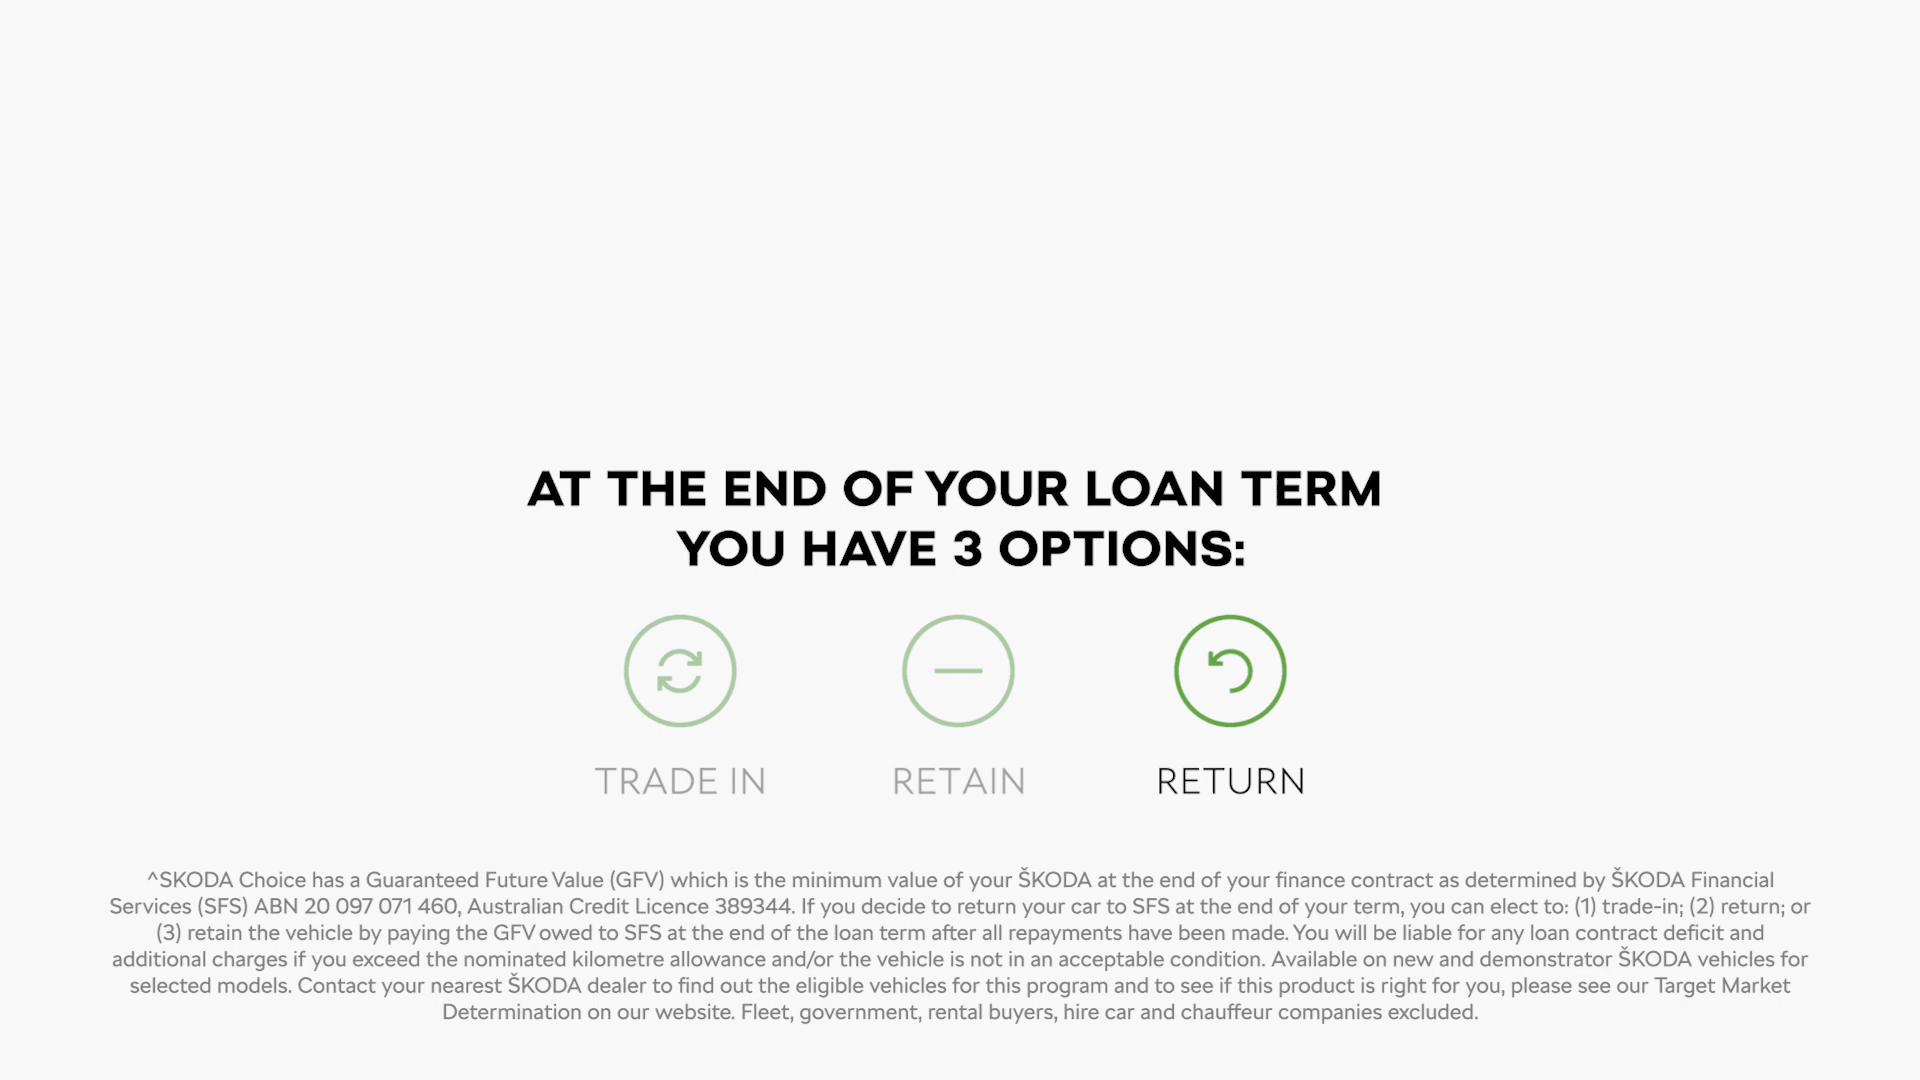 AT THE END OF YOUR LOAN TERM
YOU HAVE 3 OPTIONS:
TRADE IN
RETAIN
RETURN
^SKODA Choice has a Guaranteed Future Value (GFV) which is the minimum value of your ŠKODA at the end of your finance contract as determined by ŠKODA Financial
Services (SFS) ABN 20 097 071 460, Australian Credit Licence 389344. If you decide to return your car to SFS at the end of your term, you can elect to: (1) trade-in; (2) return; or
(3) retain the vehicle by paying the GFV owed to SFS at the end of the loan term after all repayments have been made. You will be liable for any loan contract deficit and
additional charges if you exceed the nominated kilometre allowance and/or the vehicle is not in an acceptable condition. Available on new and demonstrator ŠKODA vehicles for
selected models. Contact your nearest ŠKODA dealer to find out the eligible vehicles for this program and to see if this product is right for you, please see our Target Market
Determination on our website. Fleet, government, rental buyers, hire car and chauffeur companies excluded.